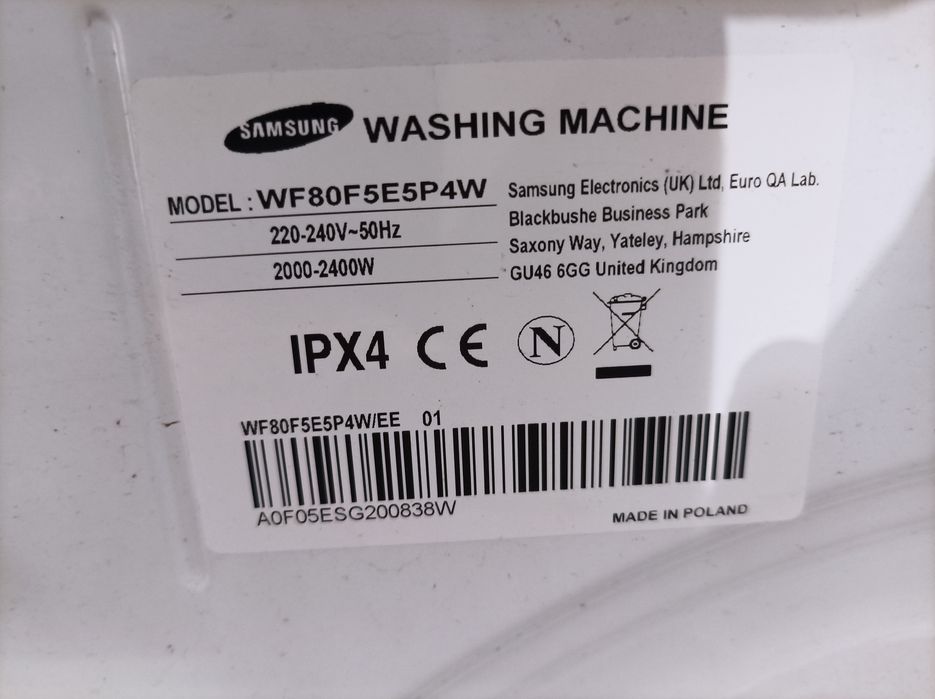 SAMSUNG WASHING MACHINE
MODEL : WF80F5E5P4W
220-240V~50Hz
2000-2400W
Samsung Electronics (UK) Ltd, Euro QA Lab.
Blackbushe Business Park
Saxony Way, Yateley, Hampshire
GU46 6GG United Kingdom
IPX4 CE N
WF80F5E5P4W/EE 01
A0F05ESG200838W
MADE IN POLAND